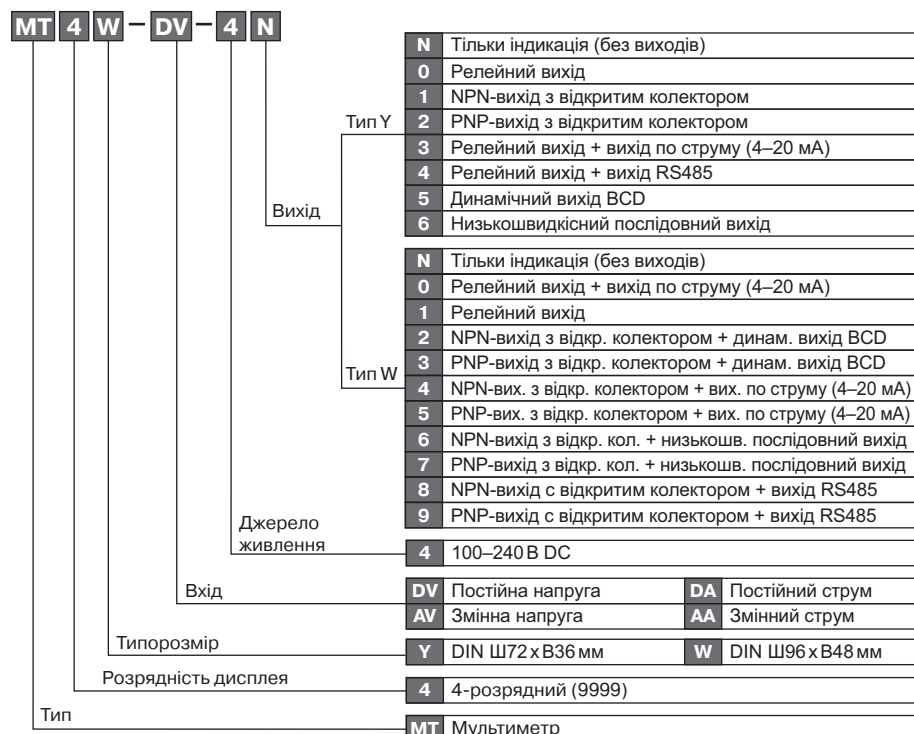 MT 4 W - DV - 4 N
N Тільки індикація (без виходів)
0 Релейний вихід
1 NPN-вихід з відкритим колектором
Тип Y
2 PNP-вихід з відкритим колектором
3 Релейний вихід + вихід по струму (4–20 мА)
4 Релейний вихід + вихід RS485
5 Динамічний вихід BCD
Вихід
6 Низькошвидкісний послідовний вихід
N Тільки індикація (без виходів)
0 Релейний вихід + вихід по струму (4–20 мА)
1 Релейний вихід
2 NPN-вихід з відкр. колектором + динам. вихід BCD
3 PNP-вихід з відкр. колектором + динам. вихід BCD
Тип W
4 NPN-вих. з відкр. колектором + вих. по струму (4–20 мА)
5 PNP-вих. з відкр. колектором + вих. по струму (4–20 мА)
6 NPN-вихід з відкр. кол. + низькошв. послідовний вихід
7 PNP-вихід з відкр. кол. + низькошв. послідовний вихід
8 NPN-вихід с відкритим колектором + вихід RS485
9 PNP-вихід с відкритим колектором + вихід RS485
Джерело
живлення
4 100–240 В DC
Вхід
DV Постійна напруга DA Постійний струм
AV Змінна напруга AA Змінний струм
Типорозмір
Y DIN Ш72 x В36 мм W DIN Ш96 x В48 мм
Розрядність дисплея
4 4-розрядний (9999)
Тип
MT Мультиметр